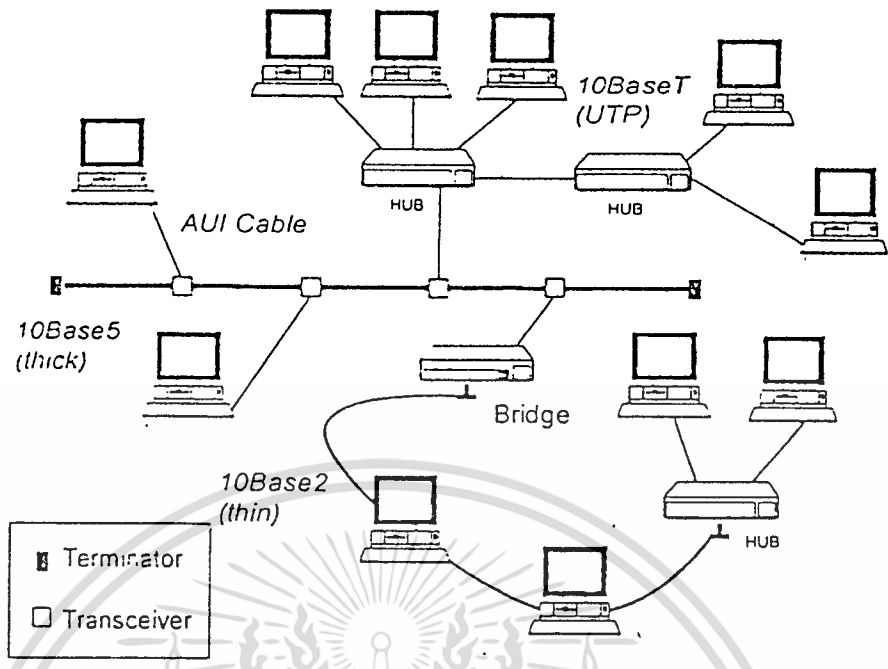 10BaseT
(UTP)
HUB
HUB
AUI Cable
10Base5
(thick)
Bridge
10Base2
(thin)
HUB
Terminator
Transceiver